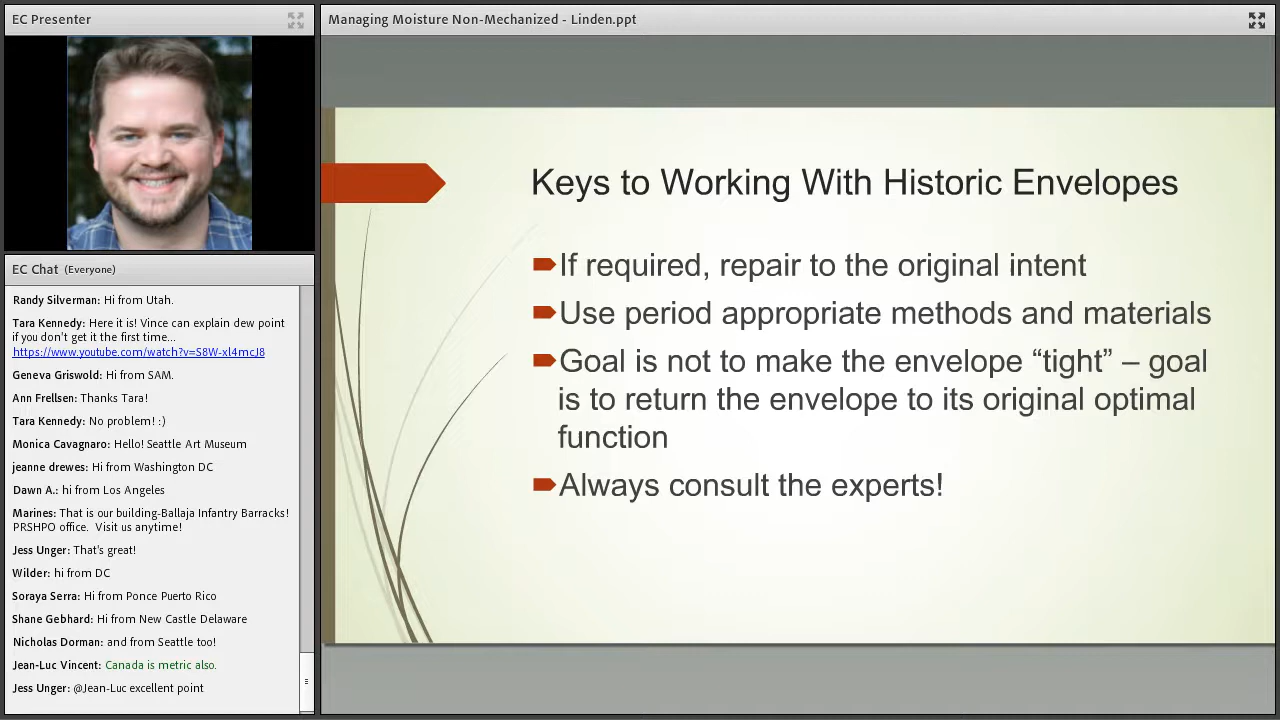 EC Presenter
Managing Moisture Non-Mechanized - Linden.ppt
EC Chat (Everyone)
Randy Silverman: Hi from Utah.
Tara Kennedy: Here it is! Vince can explain dew point
if you don't get it the first time...
https://www.youtube.com/watch?v=S8W-xl4mcJ8
Geneva Griswold: Hi from SAM.
Ann Frellsen: Thanks Tara!
Tara Kennedy: No problem! :)
Monica Cavagnaro: Hello! Seattle Art Museum
jeanne drewes: Hi from Washington DC
Dawn A.: hi from Los Angeles
Marines: That is our building-Ballaja Infantry Barracks!
PRSHPO office. Visit us anytime!
Jess Unger: That's great!
Wilder: hi from DC
Soraya Serra: Hi from Ponce Puerto Rico
Shane Gebhard: Hi from New Castle Delaware
Nicholas Dorman: and from Seattle too!
Jean-Luc Vincent: Canada is metric also.
Jess Unger: @Jean-Luc excellent point
Keys to Working With Historic Envelopes
If required, repair to the original intent
Use period appropriate methods and materials
Goal is not to make the envelope “tight” – goal
is to return the envelope to its original optimal
function
Always consult the experts!